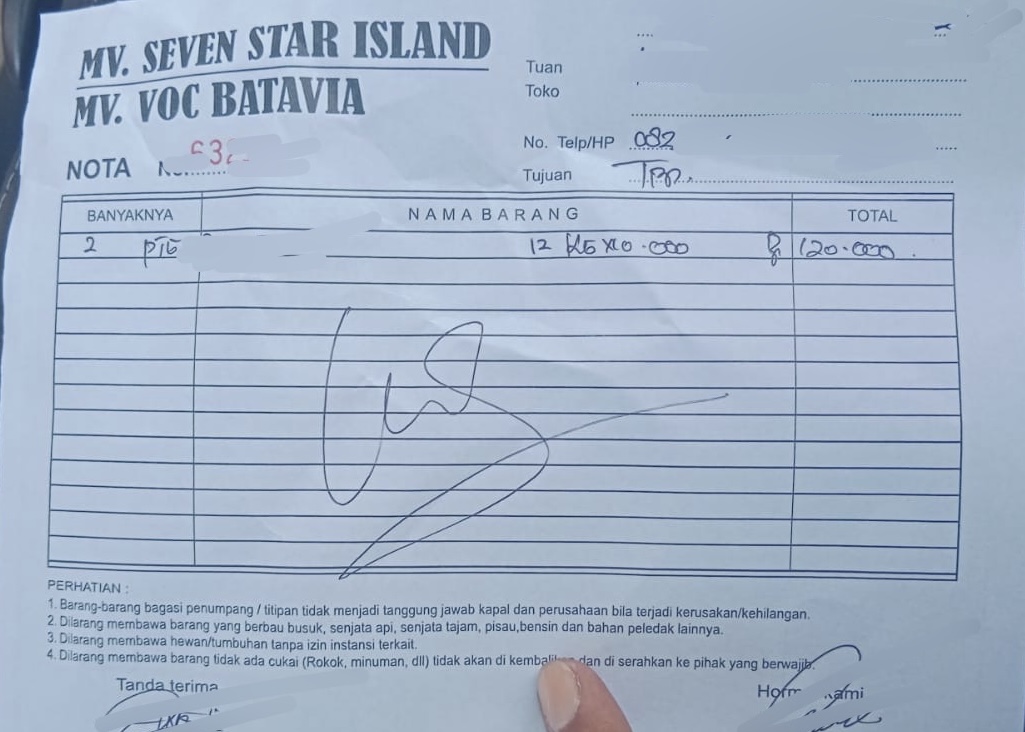 MV. SEVEN STAR ISLAND
MV. VOC BATAVIA
Tuan
Toko
No. Telp/HP 082
NOTA
Tujuan
BANYAKNYA NAMA BARANG TOTAL
2 12 KG X 10.000 120.000
PERHATIAN :
1. Barang-barang bagasi penumpang / titipan tidak menjadi tanggung jawab kapal dan perusahaan bila terjadi kerusakan/kehilangan.
2. Dilarang membawa barang yang berbau busuk, senjata api, senjata tajam, pisau,bensin dan bahan peledak lainnya.
3. Dilarang membawa hewan/tumbuhan tanpa izin instansi terkait.
4. Dilarang membawa barang tidak ada cukai (Rokok, minuman, dll) tidak akan di dan di serahkan ke pihak yang berwajib.
Tanda terima